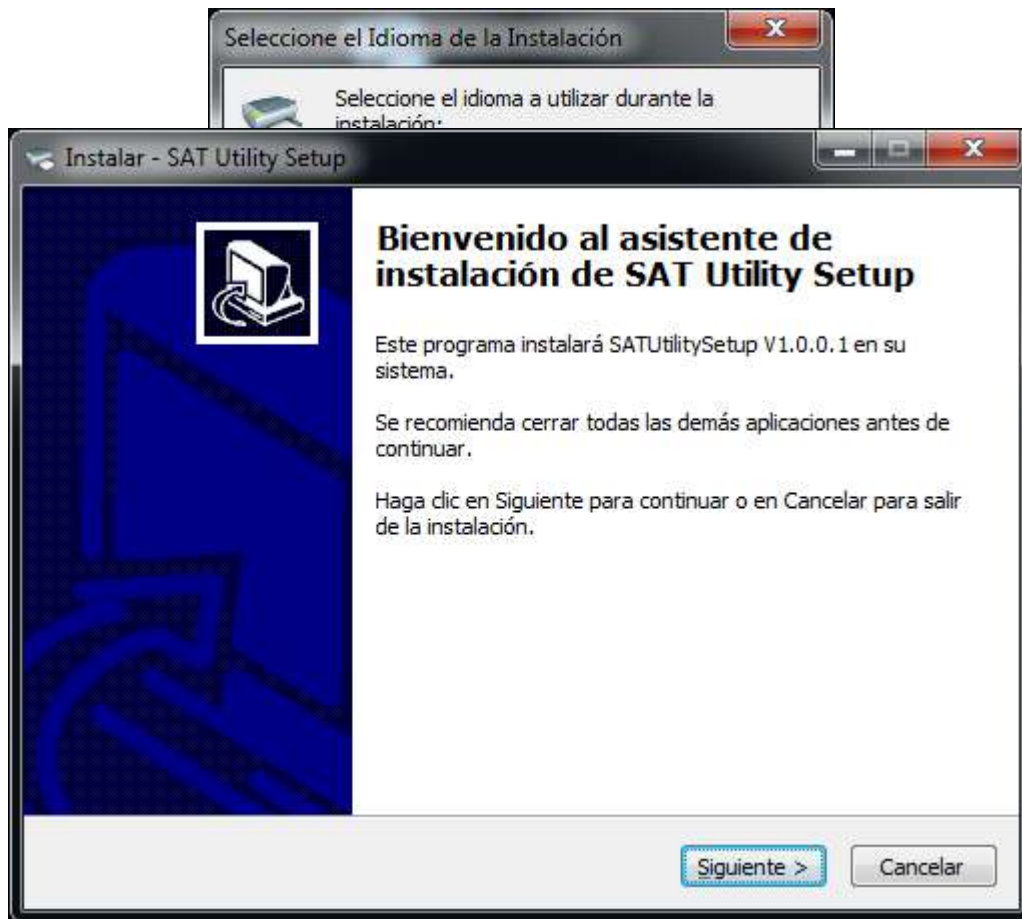 Seleccione el Idioma de la Instalación
Seleccione el idioma a utilizar durante la
instalación:
Instalar - SAT Utility Setup
Bienvenido al asistente de
instalación de SAT Utility Setup
Este programa instalará SATUtilitySetup V1.0.0.1 en su
sistema.
Se recomienda cerrar todas las demás aplicaciones antes de
continuar.
Haga clic en Siguiente para continuar o en Cancelar para salir
de la instalación.
Siguiente >
Cancelar